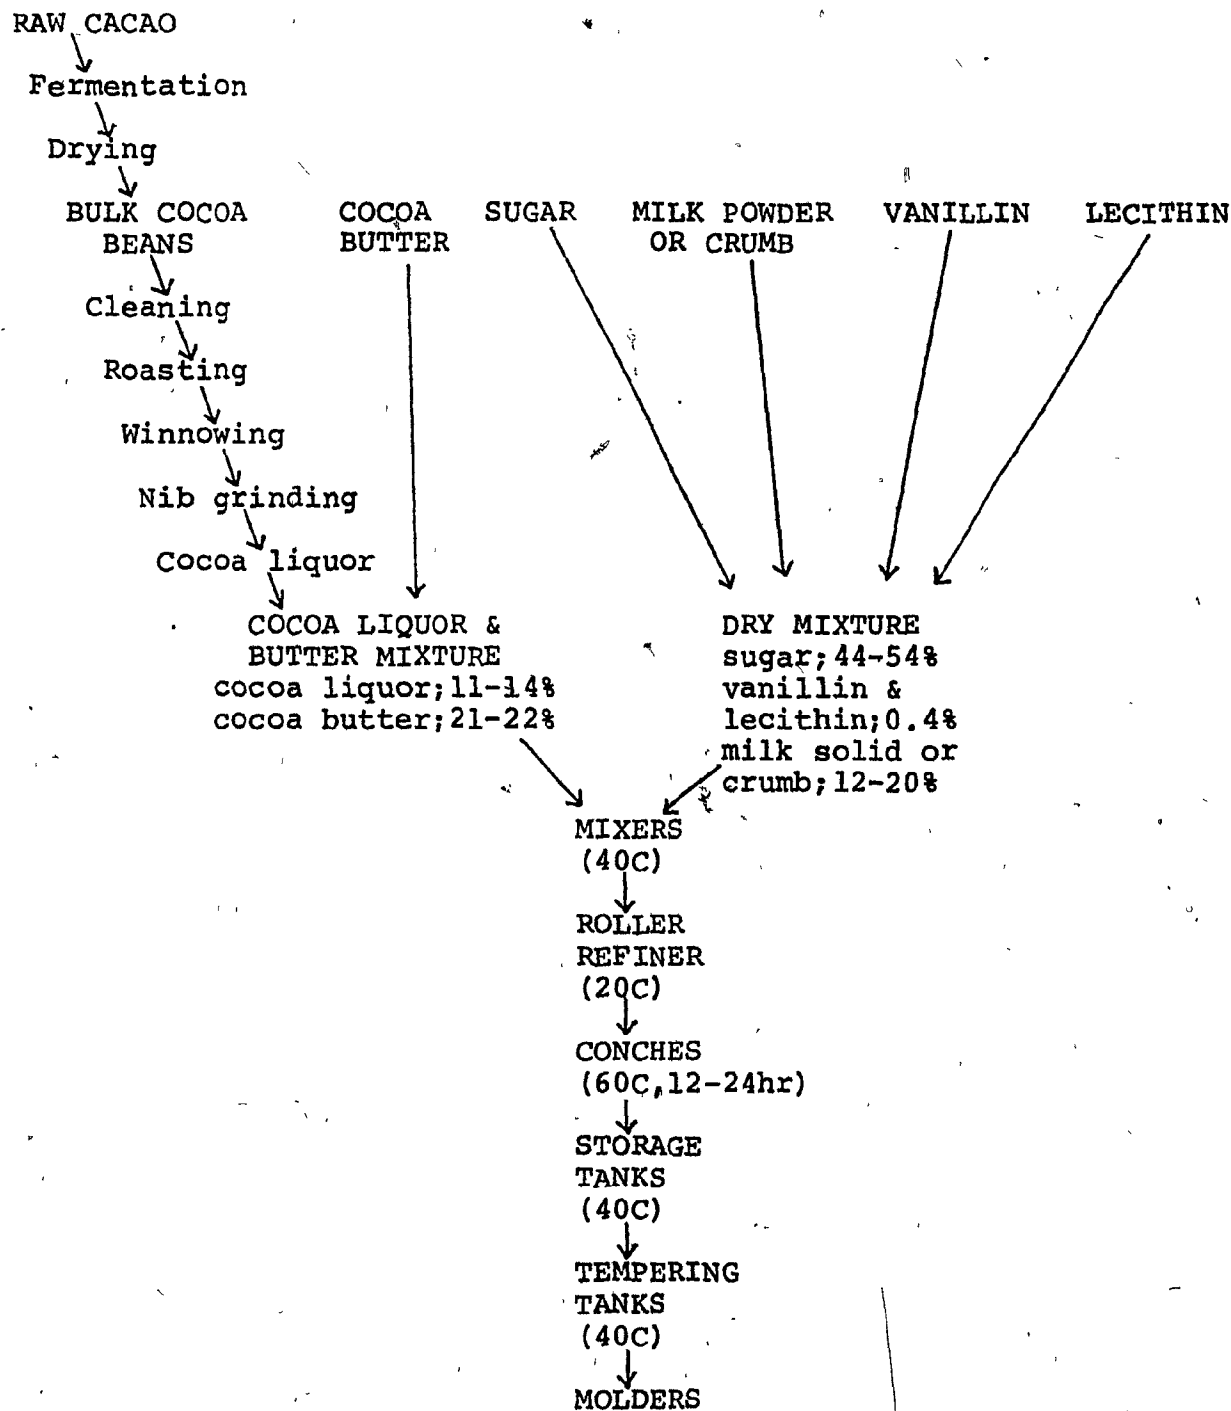 RAW CACAO
Fermentation
Drying
BULK COCOA BEANS
COCOA BUTTER
SUGAR
MILK POWDER OR CRUMB
VANILLIN
LECITHIN
Cleaning
Roasting
Winnowing
Nib grinding
Cocoa liquor
COCOA LIQUOR &
BUTTER MIXTURE
cocoa liquor;11-14%
cocoa butter;21-22%
DRY MIXTURE
sugar;44-54%
vanillin &
lecithin;0.4%
milk solid or
crumb;12-20%
MIXERS
(40C)
ROLLER
REFINER
(20C)
CONCHES
(60C,12-24hr)
STORAGE
TANKS
(40C)
TEMPERING
TANKS
(40C)
MOLDERS